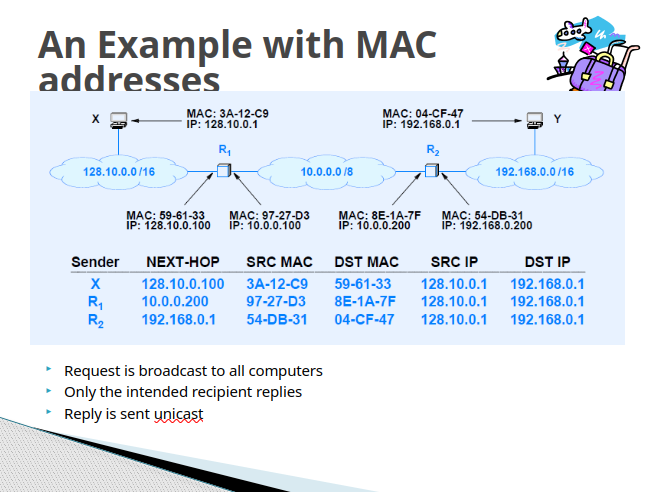 An Example with MAC
addresses
X
MAC: 3A-12-C9
IP: 128.10.0.1
MAC: 04-CF-47
IP: 192.168.0.1
Y
R1
R2
128.10.0.0 /16
10.0.0.0 /8
192.168.0.0 /16
MAC: 59-61-33
IP: 128.10.0.100
MAC: 97-27-D3
IP: 10.0.0.100
MAC: 8E-1A-7F
IP: 10.0.0.200
MAC: 54-DB-31
IP: 192.168.0.200
Sender NEXT-HOP SRC MAC DST MAC SRC IP DST IP
X 128.10.0.100 3A-12-C9 59-61-33 128.10.0.1 192.168.0.1
R1 10.0.0.200 97-27-D3 8E-1A-7F 128.10.0.1 192.168.0.1
R2 192.168.0.1 54-DB-31 04-CF-47 128.10.0.1 192.168.0.1
Request is broadcast to all computers
Only the intended recipient replies
Reply is sent unicast